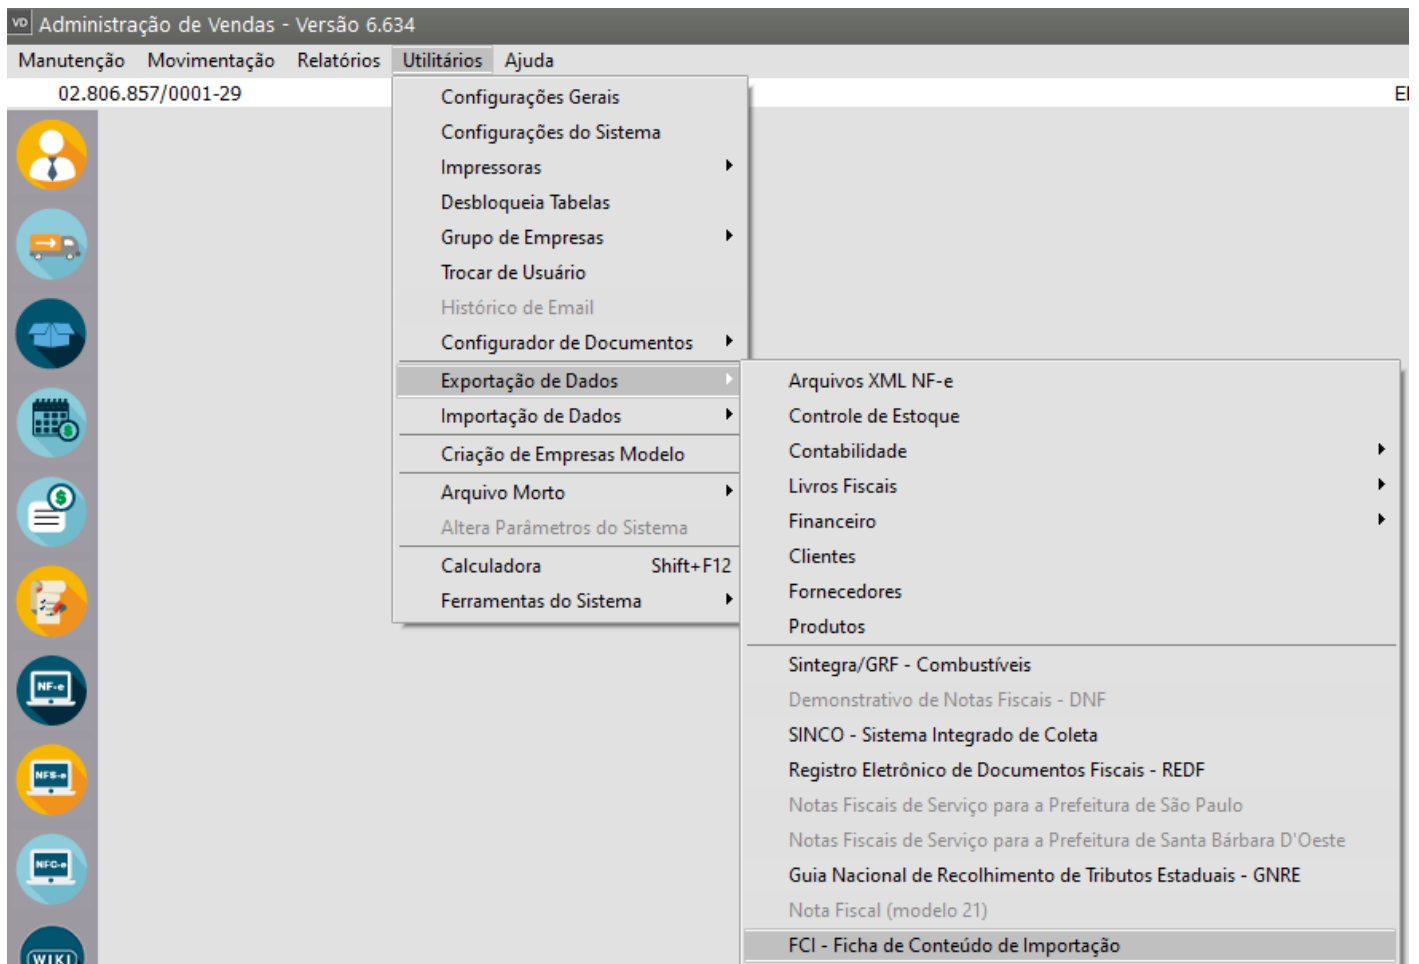 VD Administração de Vendas - Versão 6.634
Manutenção Movimentação Relatórios Utilitários Ajuda
02.806.857/0001-29
Configurações Gerais
Configurações do Sistema
Impressoras
Desbloqueia Tabelas
Grupo de Empresas
Trocar de Usuário
Histórico de Email
Configurador de Documentos
Exportação de Dados
Importação de Dados
Criação de Empresas Modelo
Arquivo Morto
Altera Parâmetros do Sistema
Calculadora Shift+F12
Ferramentas do Sistema
Arquivos XML NF-e
Controle de Estoque
Contabilidade
Livros Fiscais
Financeiro
Clientes
Fornecedores
Produtos
Sintegra/GRF - Combustíveis
Demonstrativo de Notas Fiscais - DNF
SINCO - Sistema Integrado de Coleta
Registro Eletrônico de Documentos Fiscais - REDF
Notas Fiscais de Serviço para a Prefeitura de São Paulo
Notas Fiscais de Serviço para a Prefeitura de Santa Bárbara D'Oeste
Guia Nacional de Recolhimento de Tributos Estaduais - GNRE
Nota Fiscal (modelo 21)
FCI - Ficha de Conteúdo de Importação
NF-e
NFS-e
NFC-e
WIKI